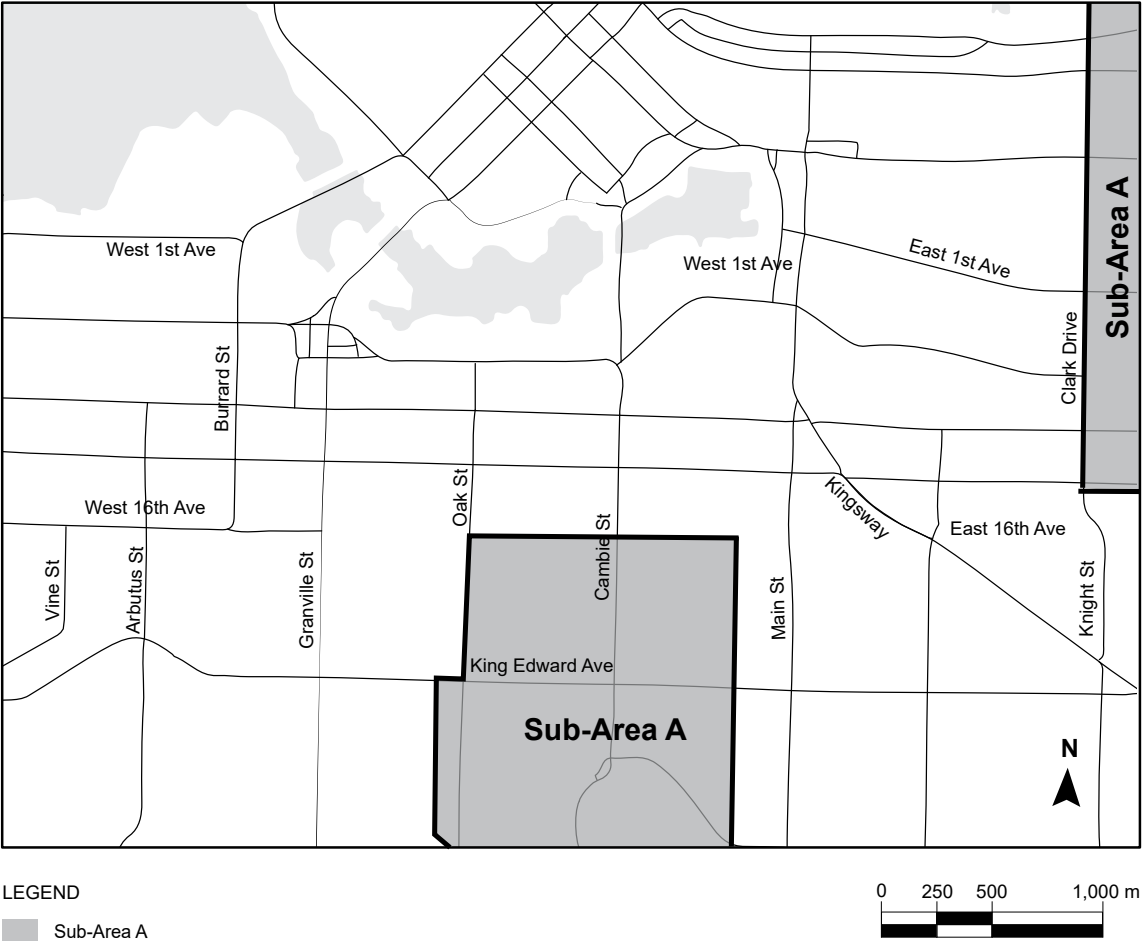 Sub-Area A
West 1st Ave
West 1st Ave
East 1st Ave
Clark Drive
Burrard St
West 16th Ave
Oak St
Cambie St
Kingsway
East 16th Ave
Vine St
Arbutus St
Granville St
Main St
Knight St
King Edward Ave
Sub-Area A
N
LEGEND
Sub-Area A
0 250 500 1,000 m